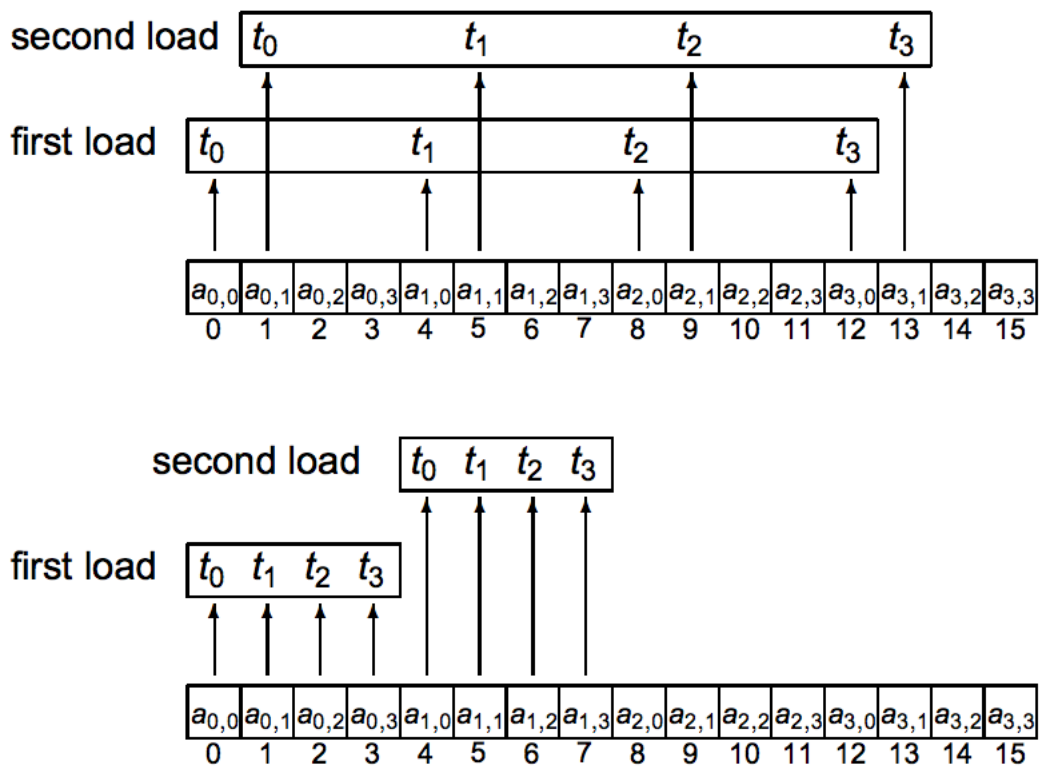 second load t0 t1 t2 t3
first load t0 t1 t2 t3
a0,0 a0,1 a0,2 a0,3 a1,0 a1,1 a1,2 a1,3 a2,0 a2,1 a2,2 a2,3 a3,0 a3,1 a3,2 a3,3
0 1 2 3 4 5 6 7 8 9 10 11 12 13 14 15
second load t0 t1 t2 t3
first load t0 t1 t2 t3
a0,0 a0,1 a0,2 a0,3 a1,0 a1,1 a1,2 a1,3 a2,0 a2,1 a2,2 a2,3 a3,0 a3,1 a3,2 a3,3
0 1 2 3 4 5 6 7 8 9 10 11 12 13 14 15